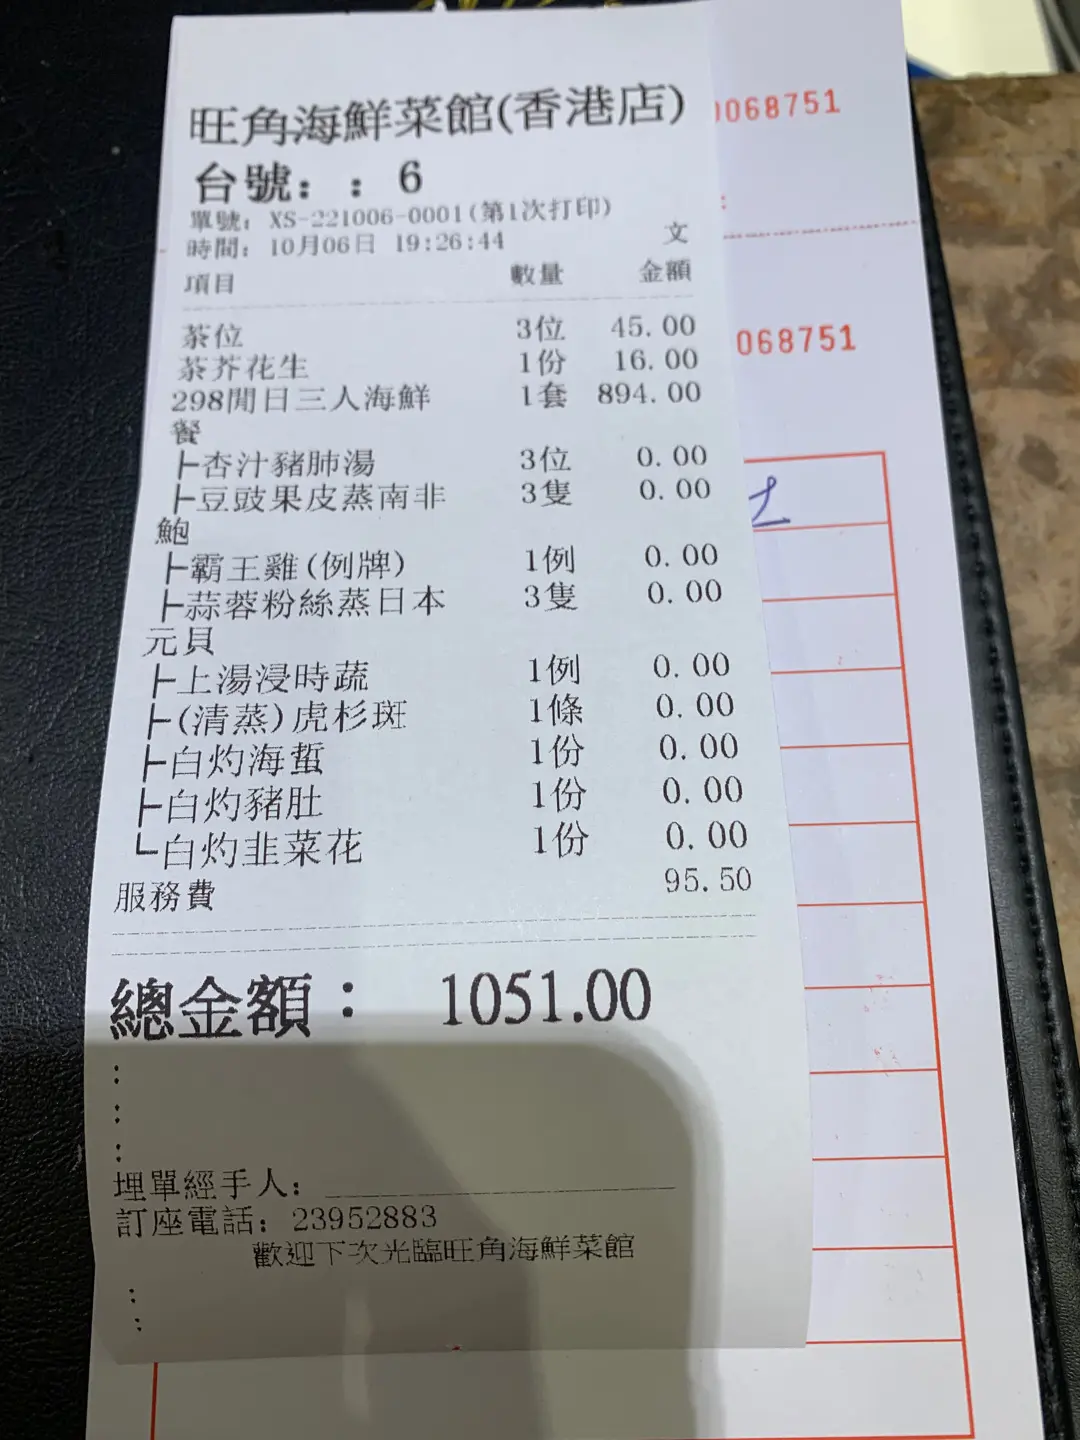 旺角海鮮菜館(香港店)
台號：：6
單號：XS-221006-0001(第1次打印)
時間：10月06日 19:26:44
文
項目 數量 金額
茶位 3位 45.00
茶芥花生 1份 16.00
298閒日三人海鮮 1套 894.00
餐
├杏汁豬肺湯 3位 0.00
├豆豉果皮蒸南非 3隻 0.00
鮑
├霸王雞(例牌) 1例 0.00
├蒜蓉粉絲蒸日本 3隻 0.00
元貝
├上湯浸時蔬 1例 0.00
├(清蒸)虎杉斑 1條 0.00
├白灼海蜇 1份 0.00
├白灼豬肚 1份 0.00
└白灼韭菜花 1份 0.00
服務費 95.50
總金額： 1051.00
:
:
:
埋單經手人：
訂座電話：23952883
歡迎下次光臨旺角海鮮菜館
:
:
068751
068751